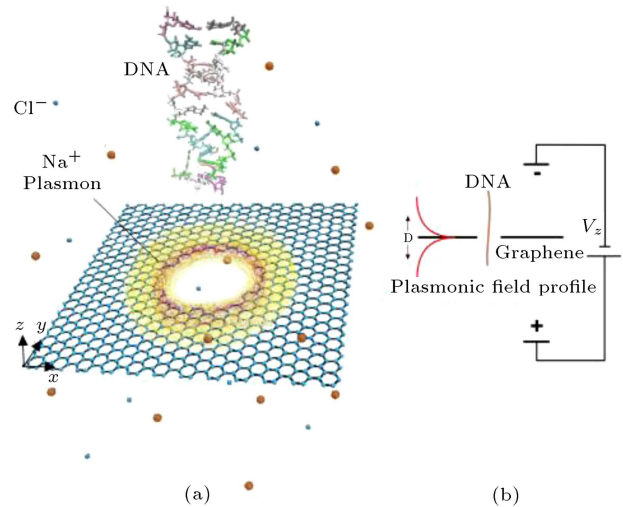 DNA
Cl⁻
Na⁺
Plasmon
z
y
x
(a)
DNA
-
D
V_z
Graphene
Plasmonic field profile
+
(b)